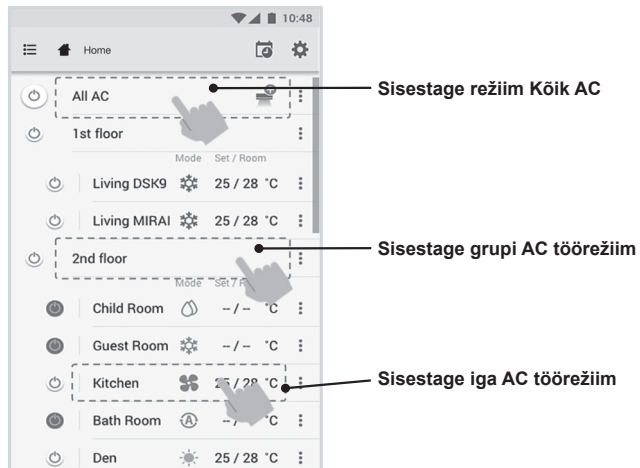 10:48
Home
All AC
Sisestage režiim Kõik AC
1st floor
Mode Set / Room
Living DSK9 25 / 28 °C
Living MIRAI 25 / 28 °C
2nd floor
Sisestage grupi AC töörežiim
Mode Set / R
Child Room -- / -- °C
Guest Room -- / -- °C
Kitchen 25 / 28 °C
Sisestage iga AC töörežiim
Bath Room A -- / -- °C
Den 25 / 28 °C